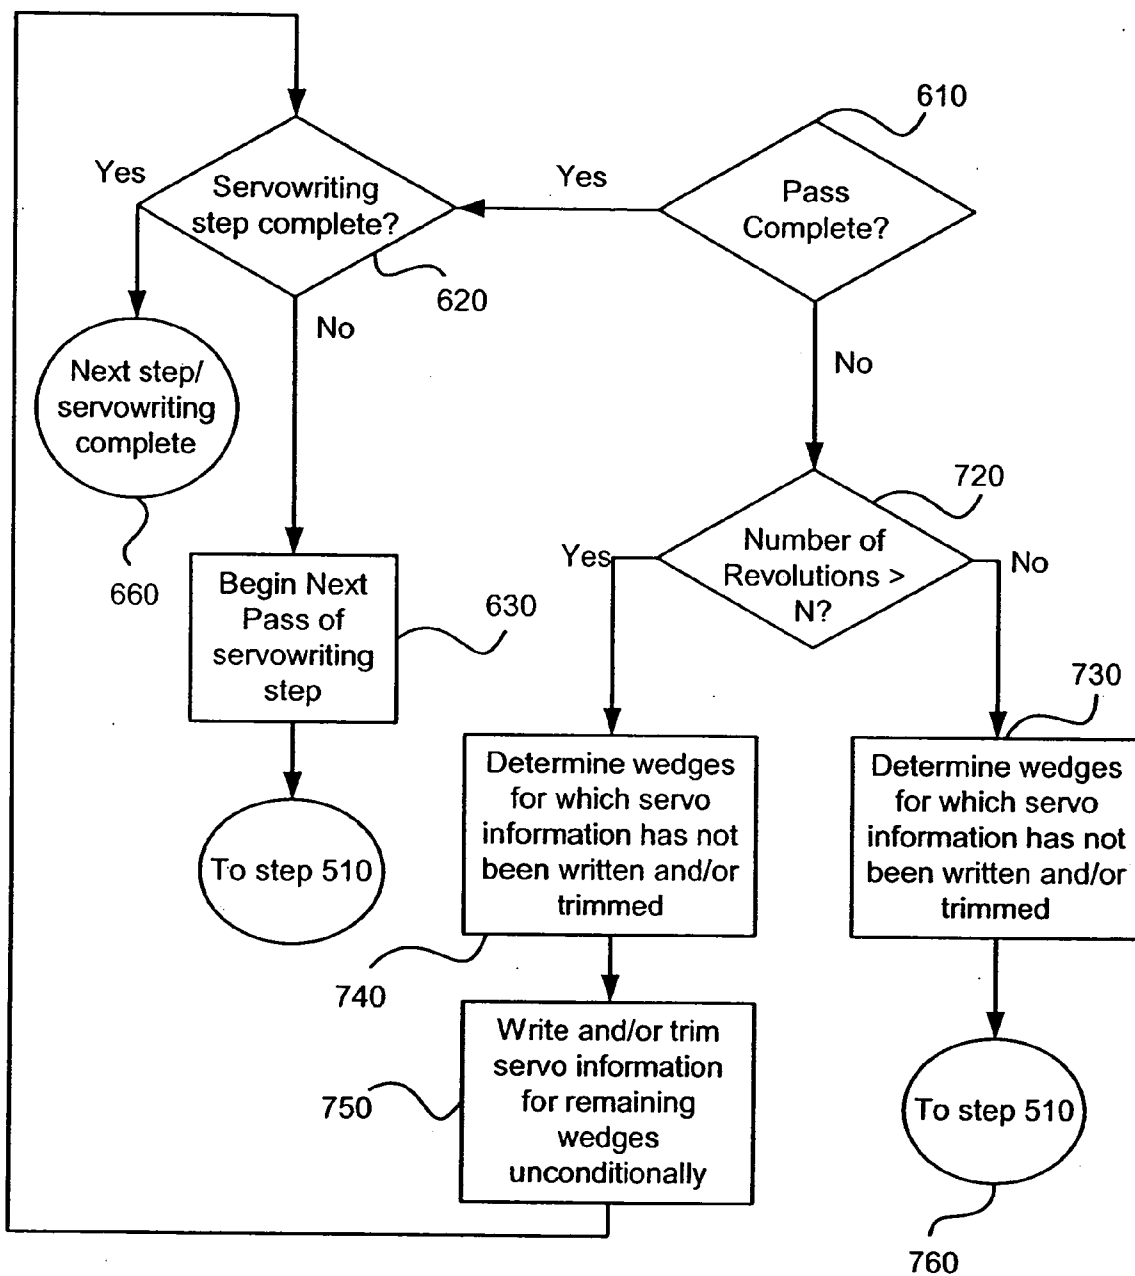 610
Yes
Servowriting
step complete?
Yes
Pass
Complete?
620
No
No
Next step/
servowriting
complete
660
720
Yes
Number of
Revolutions >
N?
No
Begin Next
Pass of
servowriting
step
630
730
Determine wedges
for which servo
information has not
been written and/or
trimmed
Determine wedges
for which servo
information has not
been written and/or
trimmed
To step 510
740
Write and/or trim
servo information
for remaining
wedges
unconditionally
750
To step 510
760